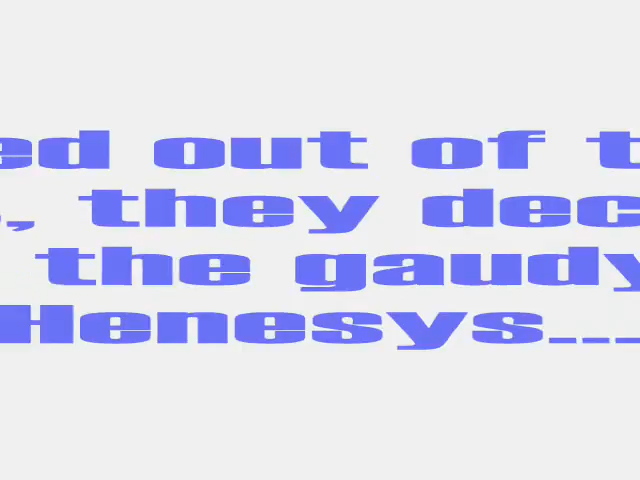 ed out of t
, they dec
the gaudy
Henesys...